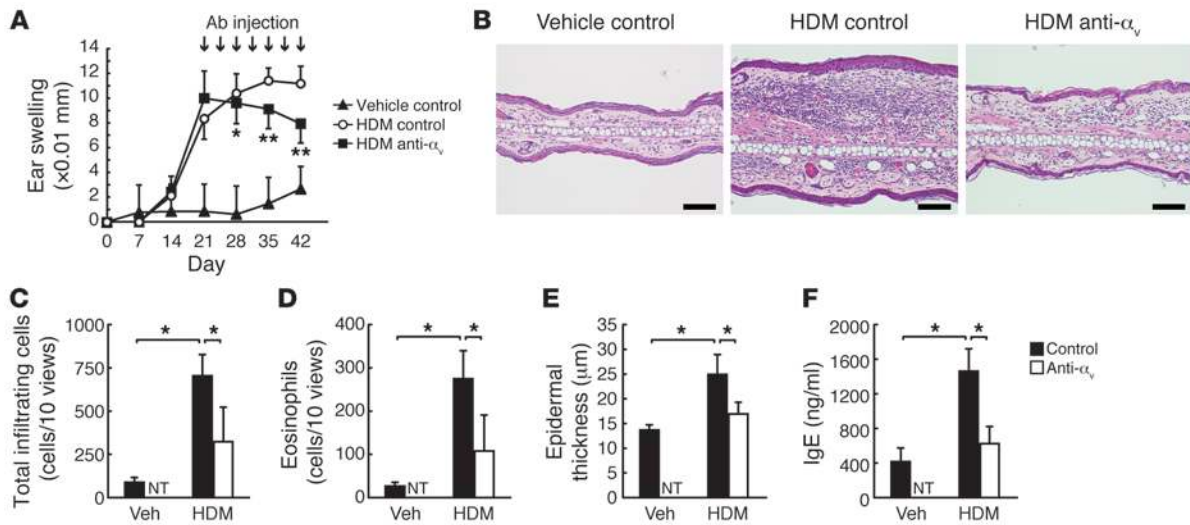 A
Ab injection
Ear swelling
(×0.01 mm)
14
12
10
8
6
4
2
0
*
**
**
0 7 14 21 28 35 42
Day
Vehicle control
HDM control
HDM anti-αv
B
Vehicle control
HDM control
HDM anti-αv
C
Total infiltrating cells
(cells/10 views)
1000
750
500
250
0
* *
NT
Veh HDM
D
Eosinophils
(cells/10 views)
400
300
200
100
0
* *
NT
Veh HDM
E
Epidermal
thickness (μm)
35
30
25
20
15
10
5
0
* *
NT
Veh HDM
F
IgE (ng/ml)
2000
1600
1200
800
400
0
* *
NT
Veh HDM
Control
Anti-αv